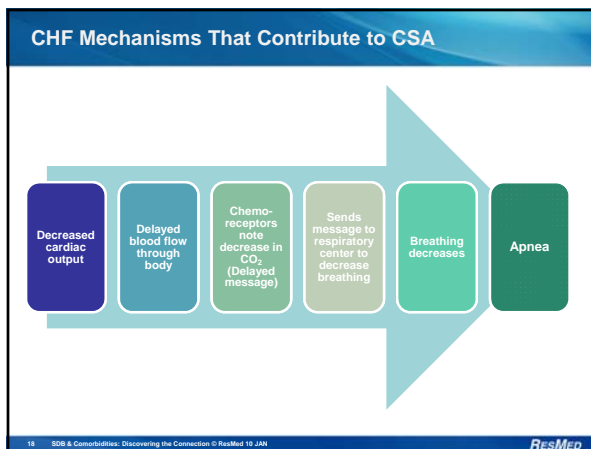 CHF Mechanisms That Contribute to CSA
Decreased
cardiac
output
Delayed
blood flow
through
body
Chemo-
receptors
note
decrease in
CO₂
(Delayed
message)
Sends
message to
respiratory
center to
decrease
breathing
Breathing
decreases
Apnea
18 SDB & Comorbidities: Discovering the Connection © ResMed 10 JAN
RESMED